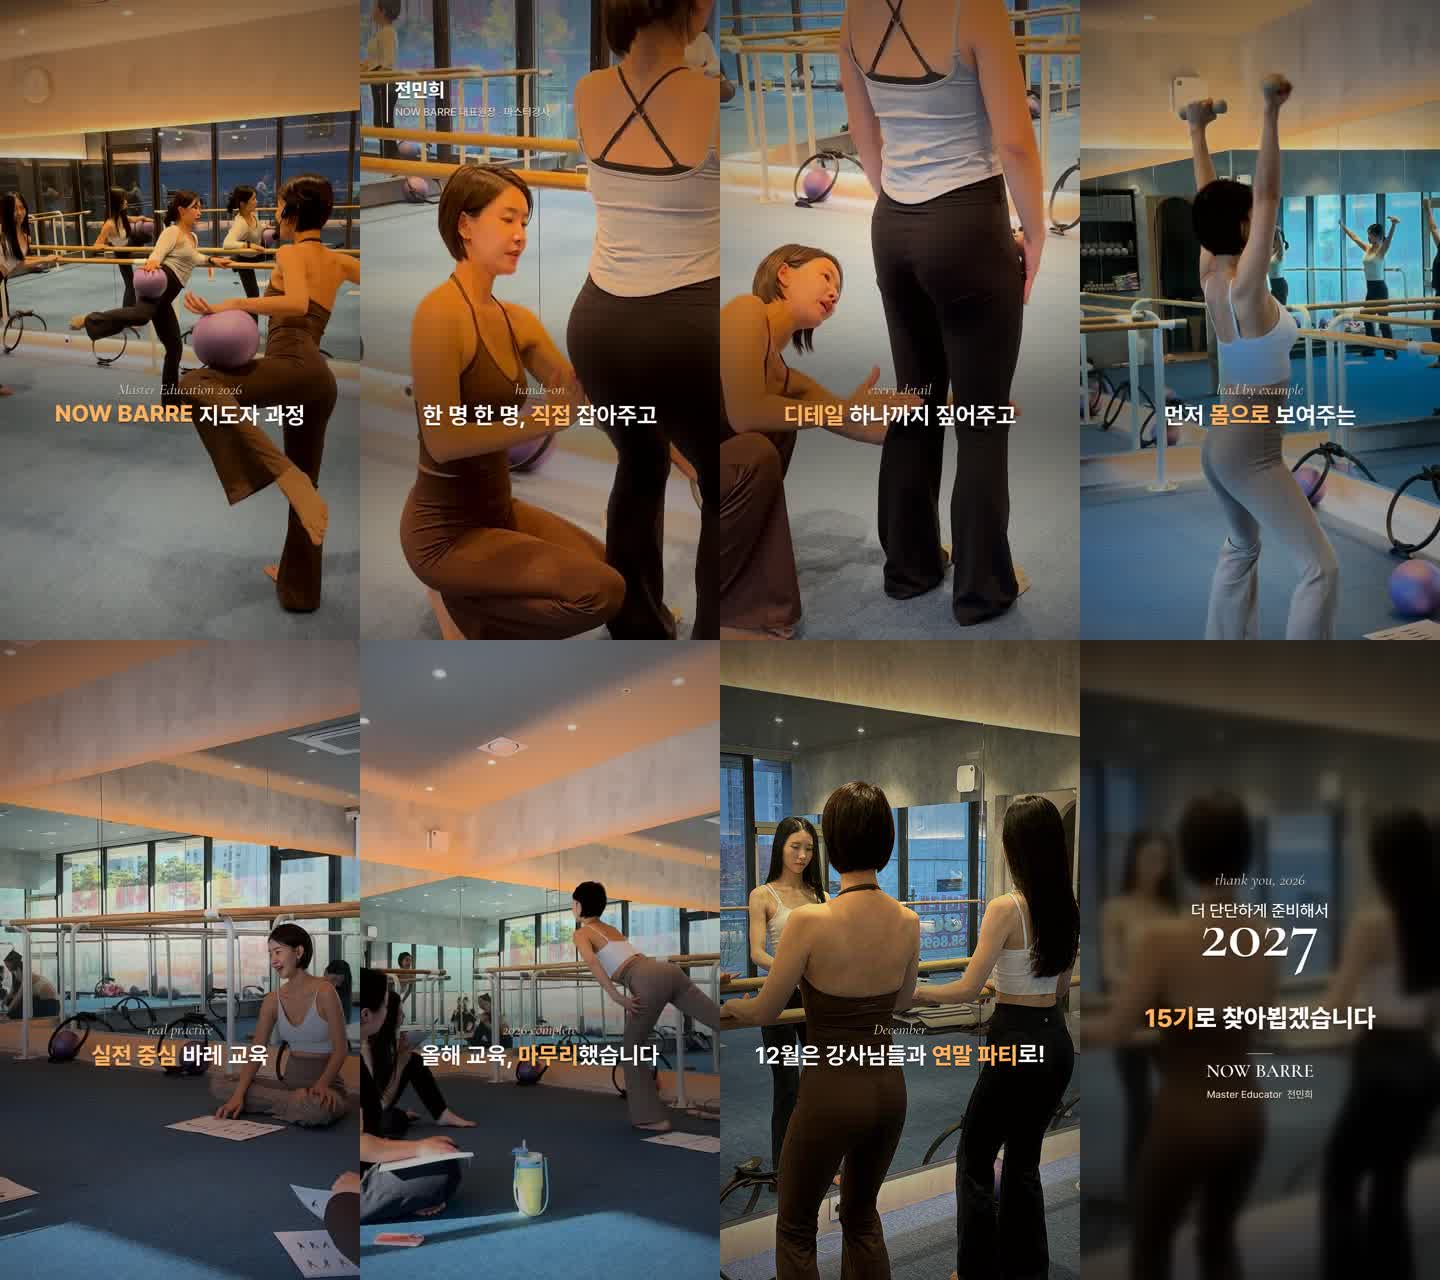 Master Education 2026
NOW BARRE 지도자 과정
전민희
NOW BARRE 대표원장 · 마스터강사
hands-on
한 명 한 명, 직접 잡아주고
every detail
디테일 하나까지 짚어주고
lead by example
먼저 몸으로 보여주는
real practice
실전 중심 바레 교육
2026 complete
올해 교육, 마무리했습니다
December
12월은 강사님들과 연말 파티로!
thank you, 2026
더 단단하게 준비해서
2027
15기로 찾아뵙겠습니다
NOW BARRE
Master Educator 전민희